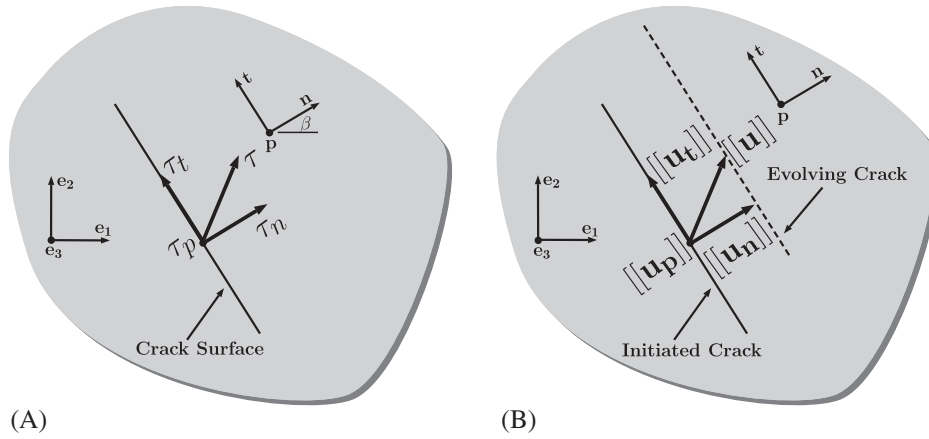 t
n
β
p
τt
τ
e₂
τn
e₁
τp
e₃
Crack Surface
(A)
t
n
p
[[uₜ]]
[[u]]
Evolving Crack
e₂
e₁
[[uₚ]]
[[uₙ]]
e₃
Initiated Crack
(B)